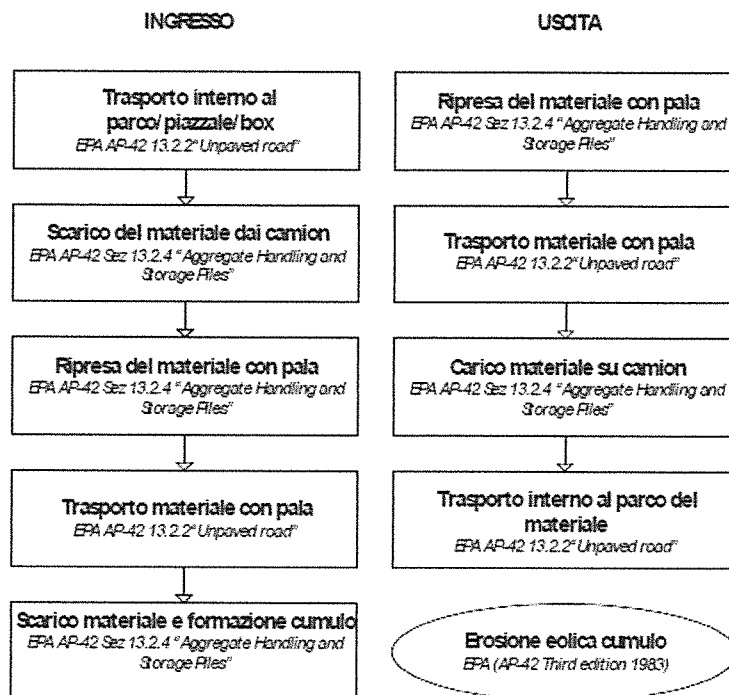 INGRESSO
Trasporto interno al
parco/piazzale/box
EPA AP-42 13.2.2"Unpaved road"
Scarico del materiale dai camion
EPA AP-42 Sez 13.2.4 "Aggregate Handling and
Storage Files"
Ripresa del materiale con pala
EPA AP-42 Sez 13.2.4 "Aggregate Handling and
Storage Files"
Trasporto materiale con pala
EPA AP-42 13.2.2"Unpaved road"
Scarico materiale e formazione cumulo
EPA AP-42 Sez 13.2.4 "Aggregate Handling and
Storage Files"
USCITA
Ripresa del materiale con pala
EPA AP-42 Sez 13.2.4 "Aggregate Handling and
Storage Files"
Trasporto materiale con pala
EPA AP-42 13.2.2"Unpaved road"
Carico materiale su camion
EPA AP-42 Sez 13.2.4 "Aggregate Handling and
Storage Files"
Trasporto interno al parco del
materiale
EPA AP-42 13.2.2"Unpaved road"
Erosione eolica cumulo
EPA (AP-42 Third edition 1983)